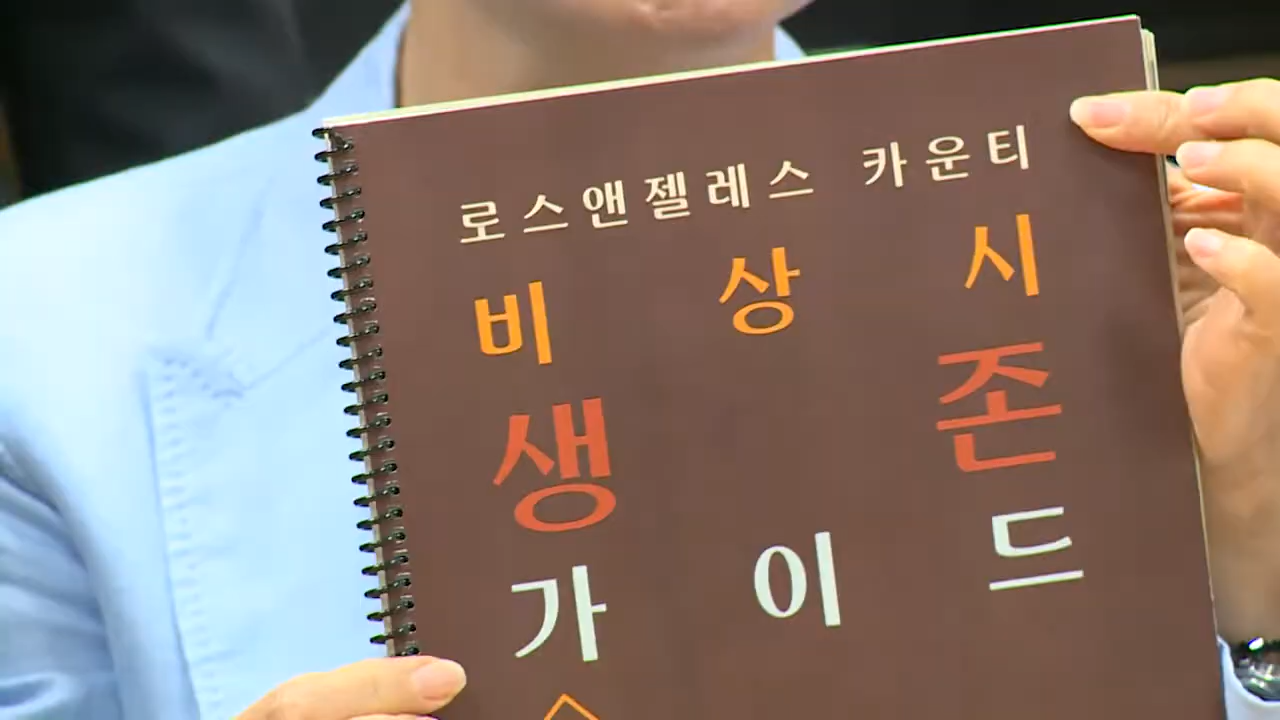 로스앤젤레스 카운티
비 상 시
생 존
가 이 드